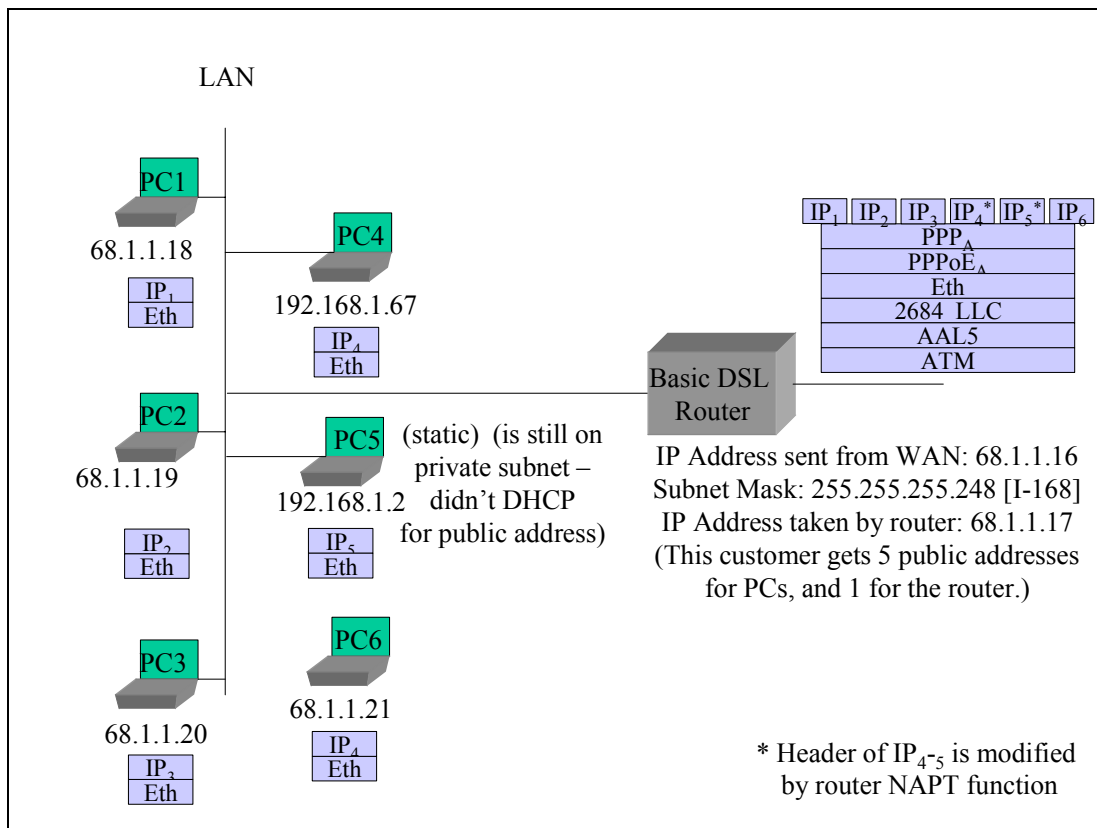 LAN
PC1
68.1.1.18
IP1
Eth
PC4
192.168.1.67
IP4
Eth
PC2
68.1.1.19
IP2
Eth
PC5
192.168.1.2
IP5
Eth
(static) (is still on
private subnet –
didn’t DHCP
for public address)
PC3
68.1.1.20
IP3
Eth
PC6
68.1.1.21
IP4
Eth
Basic DSL
Router
IP1 IP2 IP3 IP4* IP5* IP6
PPPA
PPPoEA
Eth
2684 LLC
AAL5
ATM
IP Address sent from WAN: 68.1.1.16
Subnet Mask: 255.255.255.248 [I-168]
IP Address taken by router: 68.1.1.17
(This customer gets 5 public addresses
for PCs, and 1 for the router.)
* Header of IP4-5 is modified
by router NAPT function